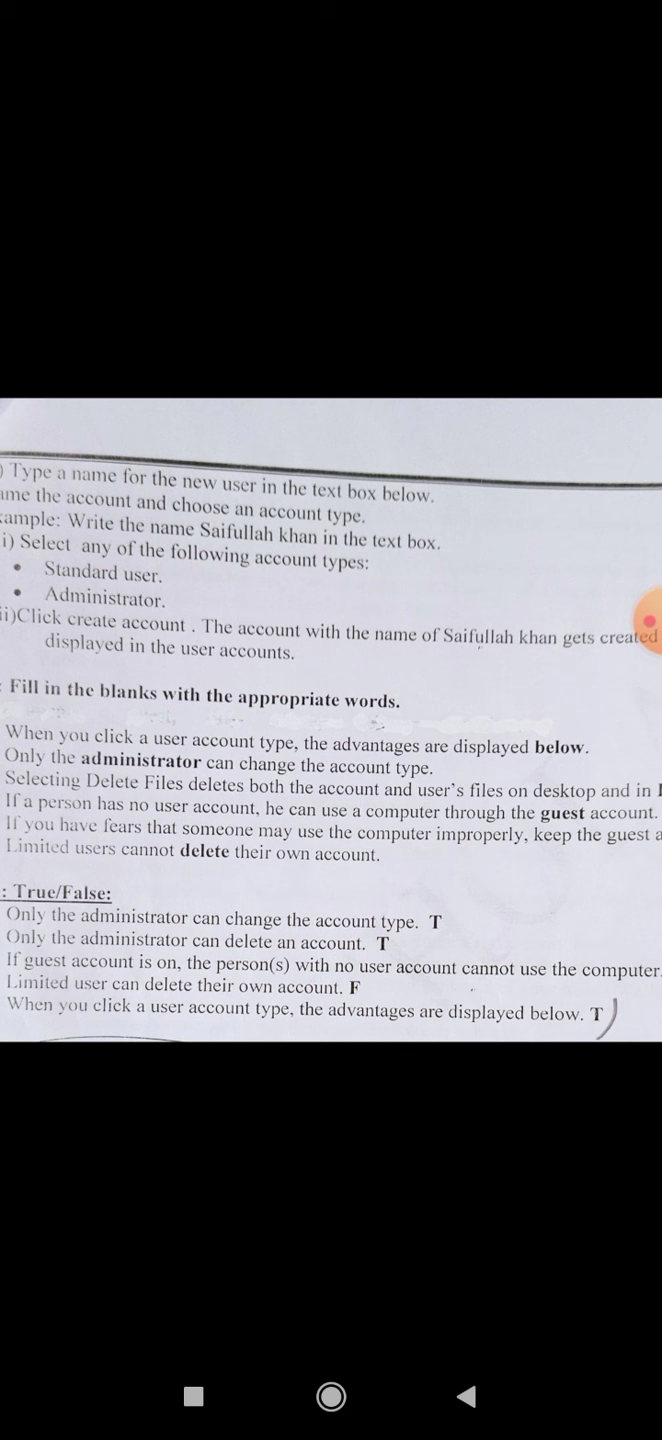 ) Type a name for the new user in the text box below.
ame the account and choose an account type.
ample: Write the name Saifullah khan in the text box.
i) Select any of the following account types:
• Standard user.
• Administrator.
ii)Click create account . The account with the name of Saifullah khan gets created
displayed in the user accounts.
: Fill in the blanks with the appropriate words.
When you click a user account type, the advantages are displayed below.
Only the administrator can change the account type.
Selecting Delete Files deletes both the account and user's files on desktop and in
If a person has no user account, he can use a computer through the guest account.
If you have fears that someone may use the computer improperly, keep the guest a
Limited users cannot delete their own account.
: True/False:
Only the administrator can change the account type. T
Only the administrator can delete an account. T
If guest account is on, the person(s) with no user account cannot use the computer.
Limited user can delete their own account. F
When you click a user account type, the advantages are displayed below. T